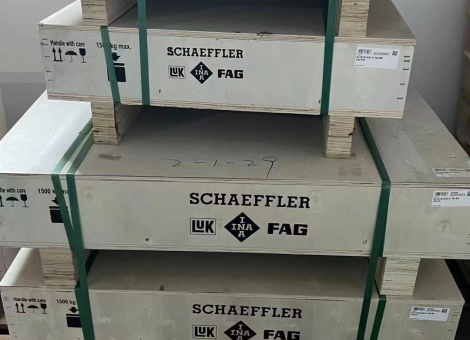 Handle with care
1500 kg max.
SCHAEFFLER
LUK INA FAG
2-1-29
Handle with care
1500 kg
SCHAEFFLER
LUK INA FAG
Handle with care
1500 kg
SCHAEFFLER
LUK INA FAG